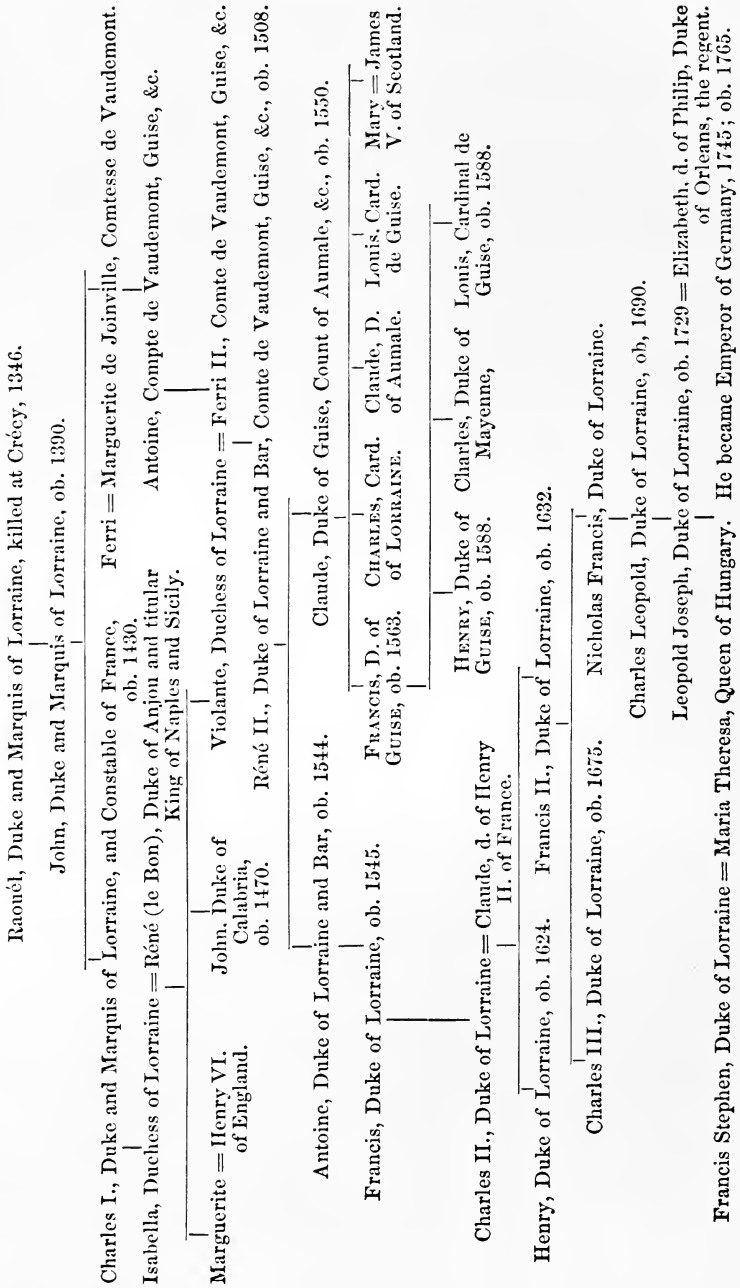 Raouël, Duke and Marquis of Lorraine, killed at Crécy, 1346.
John, Duke and Marquis of Lorraine, ob. 1390.
Charles I., Duke and Marquis of Lorraine, and Constable of France,
ob. 1430.
Ferri = Marguerite de Joinville, Comtesse de Vaudemont.
Isabella, Duchess of Lorraine = Réné (le Bon), Duke of Anjou and titular
King of Naples and Sicily.
Antoine, Compte de Vaudemont, Guise, &c.
Marguerite = Henry VI.
of England.
John. Duke of
Calabria,
ob. 1470.
Violante, Duchess of Lorraine = Ferri II., Comte de Vaudemont, Guise, &c.
Réné II., Duke of Lorraine and Bar, Comte de Vaudemont, Guise, &c., ob. 1508.
Antoine, Duke of Lorraine and Bar, ob. 1544.
Claude, Duke of Guise, Count of Aumale, &c., ob. 1550.
Francis, Duke of Lorraine, ob. 1545.
FRANCIS, D. of
GUISE, ob. 1563.
CHARLES, Card.
of LORRAINE.
Claude, D.
of Aumale.
Louis, Card.
de Guise.
Mary = James
V. of Scotland.
HENRY, Duke of
GUISE, ob. 1588.
Charles, Duke of
Mayenne,
Louis, Cardinal de
Guise, ob. 1588.
Charles II., Duke of Lorraine = Claude, d. of Henry
II. of France.
Henry, Duke of Lorraine, ob. 1624.
Francis II., Duke of Lorraine, ob. 1632.
Charles III., Duke of Lorraine, ob. 1675.
Nicholas Francis, Duke of Lorraine.
Charles Leopold, Duke of Lorraine, ob, 1690.
Leopold Joseph, Duke of Lorraine, ob. 1729 = Elizabeth, d. of Philip, Duke
of Orleans, the regent.
Francis Stephen, Duke of Lorraine = Maria Theresa, Queen of Hungary. He became Emperor of Germany, 1745; ob. 1765.